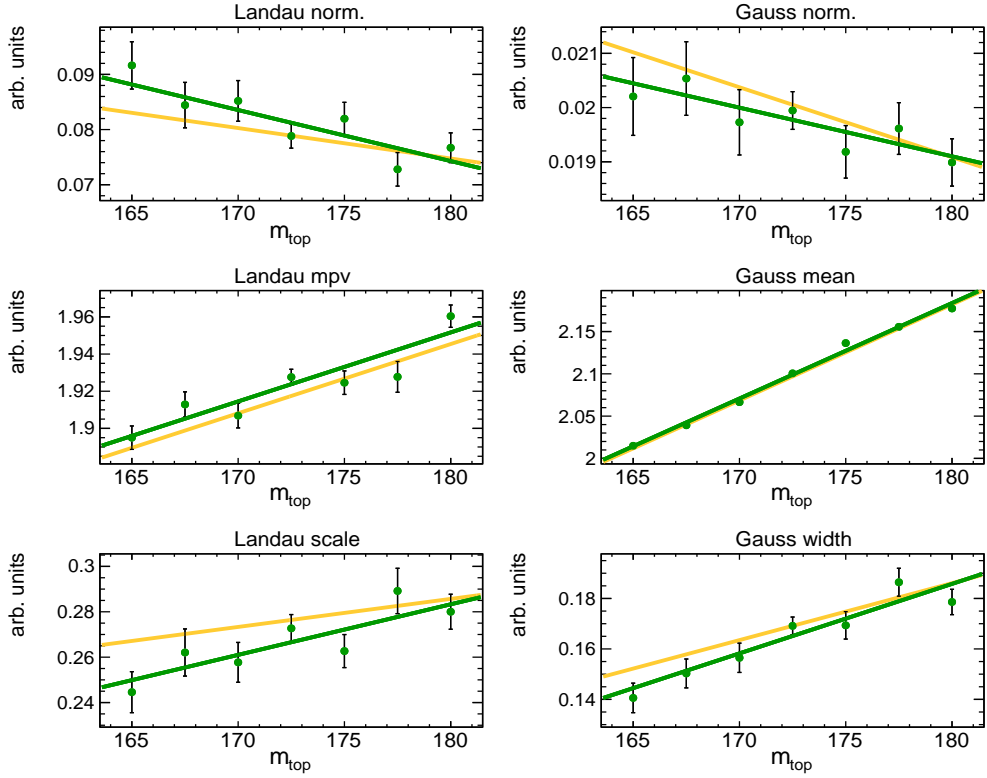 Landau norm.
arb. units
0.09
0.08
0.07
165 170 175 180
m_top
Gauss norm.
arb. units
0.021
0.02
0.019
165 170 175 180
m_top
Landau mpv
arb. units
1.96
1.94
1.92
1.9
165 170 175 180
m_top
Gauss mean
arb. units
2.15
2.1
2.05
2
165 170 175 180
m_top
Landau scale
arb. units
0.3
0.28
0.26
0.24
165 170 175 180
m_top
Gauss width
arb. units
0.18
0.16
0.14
165 170 175 180
m_top